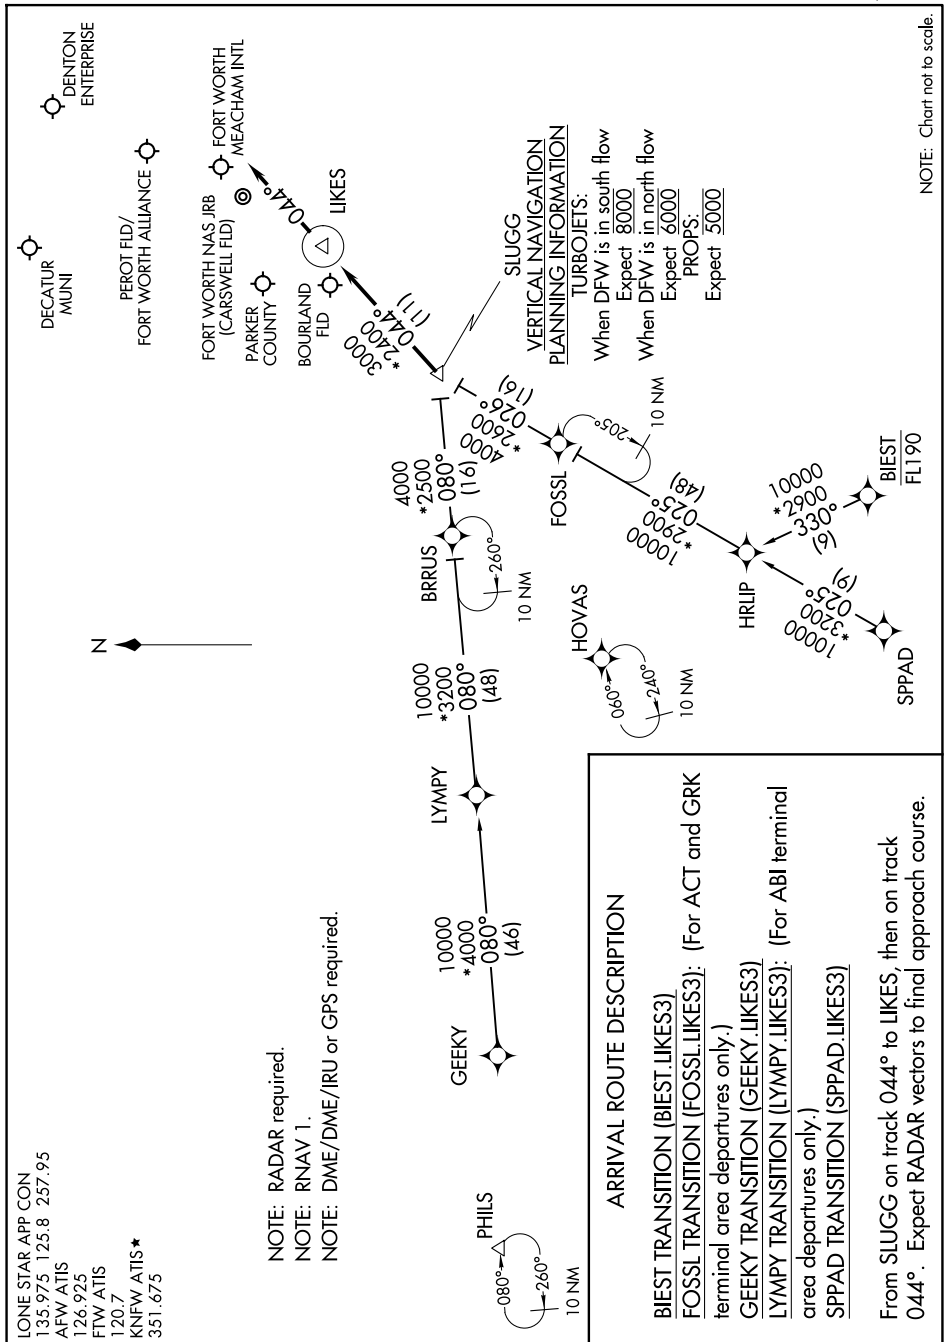 LONE STAR APP CON
135.975 125.8 257.95
AFW ATIS
126.925
FTW ATIS
120.7
KNFW ATIS★
351.675
NOTE: RADAR required.
NOTE: RNAV 1.
NOTE: DME/DME/IRU or GPS required.
N
DECATUR
MUNI
DENTON
ENTERPRISE
PEROT FLD/
FORT WORTH ALLIANCE
FORT WORTH NAS JRB
(CARSWELL FLD)
FORT WORTH
MEACHAM INTL
PARKER
COUNTY
BOURLAND
FLD
044°
LIKES
3000
*2400
044°
(11)
SLUGG
VERTICAL NAVIGATION
PLANNING INFORMATION
TURBOJETS:
When DFW is in south flow
Expect 8000
When DFW is in north flow
Expect 6000
PROPS:
Expect 5000
PHILS
080°
260°
10 NM
GEEKY
10000
*4000
080°
(46)
LYMPY
10000
*3200
080°
(48)
BRRUS
260°
10 NM
4000
*2500
080°
(16)
4000
*2600
026°
(16)
FOSSL
205°
10 NM
10000
*2900
025°
(48)
HOVAS
060°
240°
10 NM
HRLIP
10000
*2900
330°
(9)
BIEST
FL190
10000
*3200
025°
(9)
SPPAD
ARRIVAL ROUTE DESCRIPTION
BIEST TRANSITION (BIEST.LIKES3)
FOSSL TRANSITION (FOSSL.LIKES3): (For ACT and GRK
terminal area departures only.)
GEEKY TRANSITION (GEEKY.LIKES3)
LYMPY TRANSITION (LYMPY.LIKES3): (For ABI terminal
area departures only.)
SPPAD TRANSITION (SPPAD.LIKES3)
From SLUGG on track 044° to LIKES, then on track
044°. Expect RADAR vectors to final approach course.
NOTE: Chart not to scale.